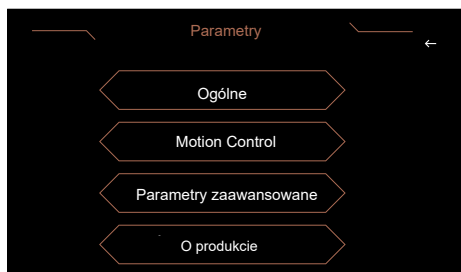 Parametry
←
Ogólne
Motion Control
Parametry zaawansowane
O produkcie